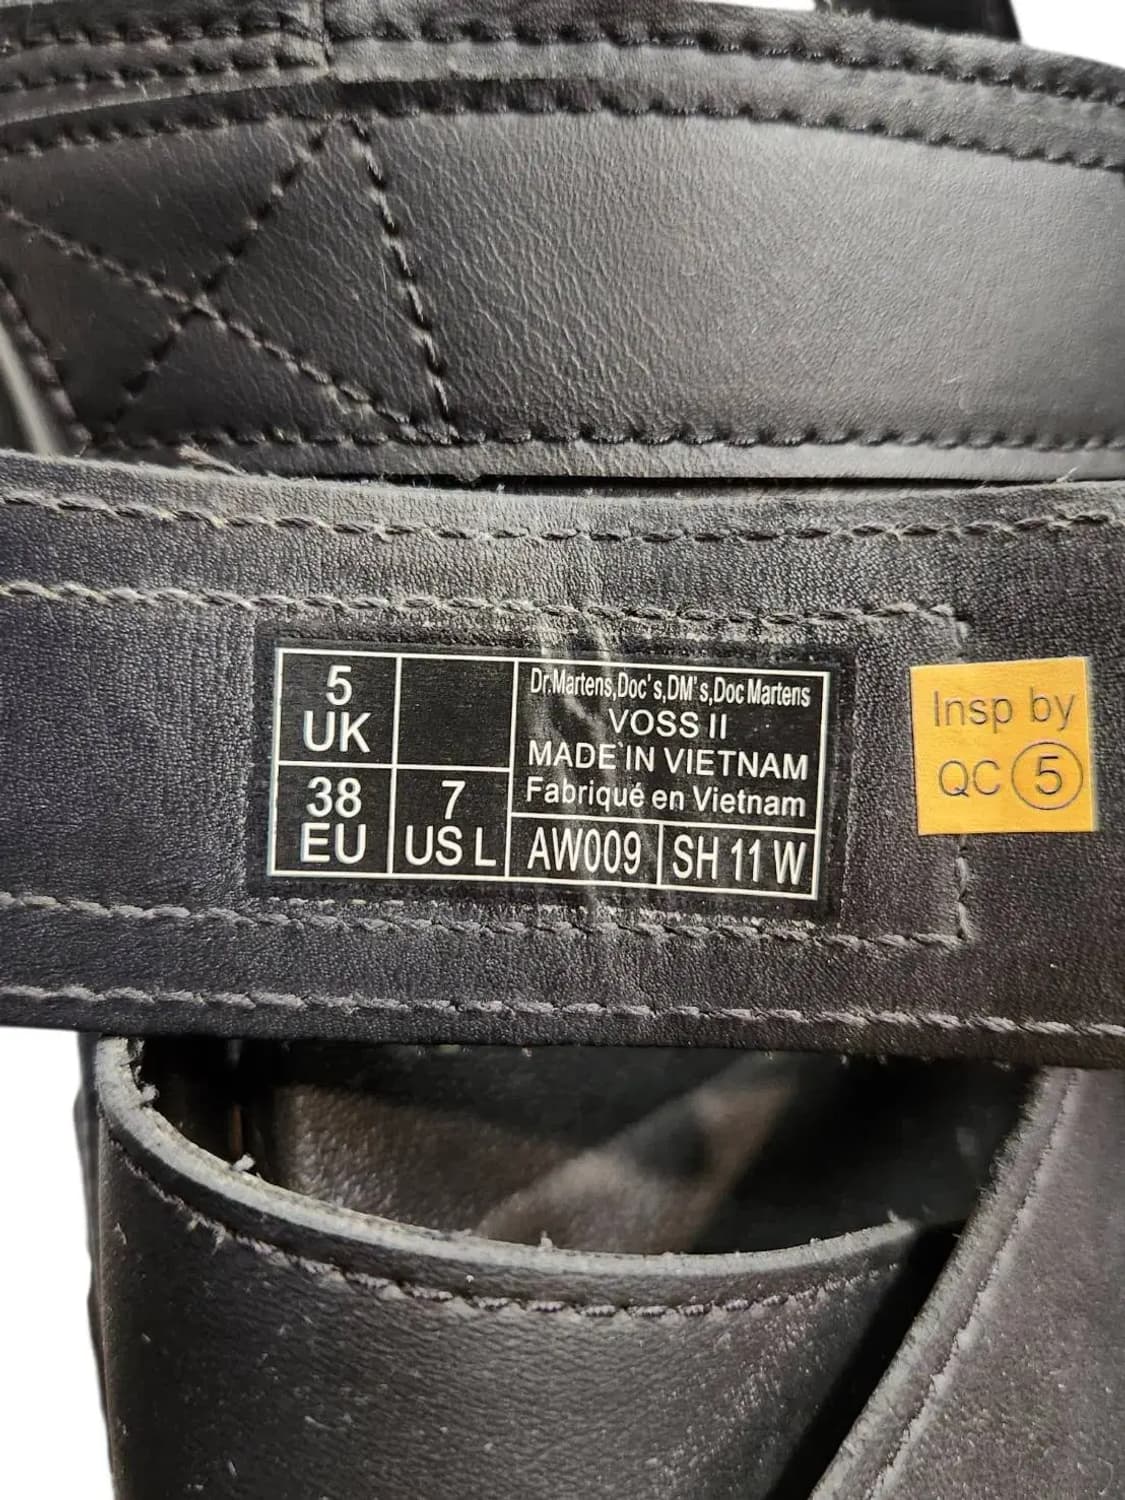 5
UK
38
EU
7
US L
Dr.Martens,Doc's,DM's,Doc Martens
VOSS II
MADE IN VIETNAM
Fabriqué en Vietnam
AW009
SH 11 W
Insp by
QC 5